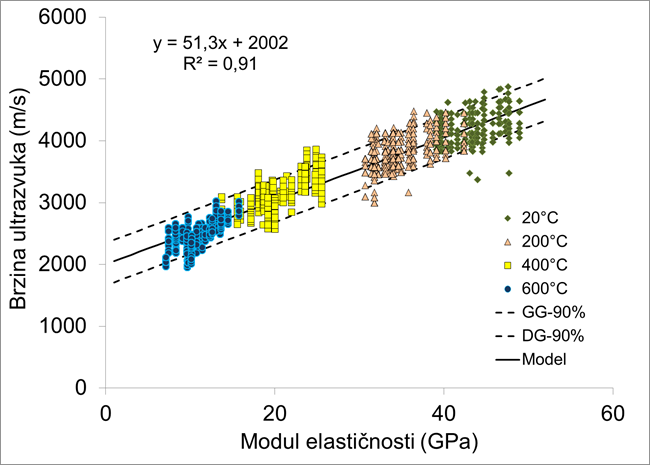 y = 51,3x + 2002
R² = 0,91
6000
5000
4000
3000
2000
1000
0
Brzina ultrazvuka (m/s)
20°C
200°C
400°C
600°C
GG-90%
DG-90%
Model
0
20
40
60
Modul elastičnosti (GPa)